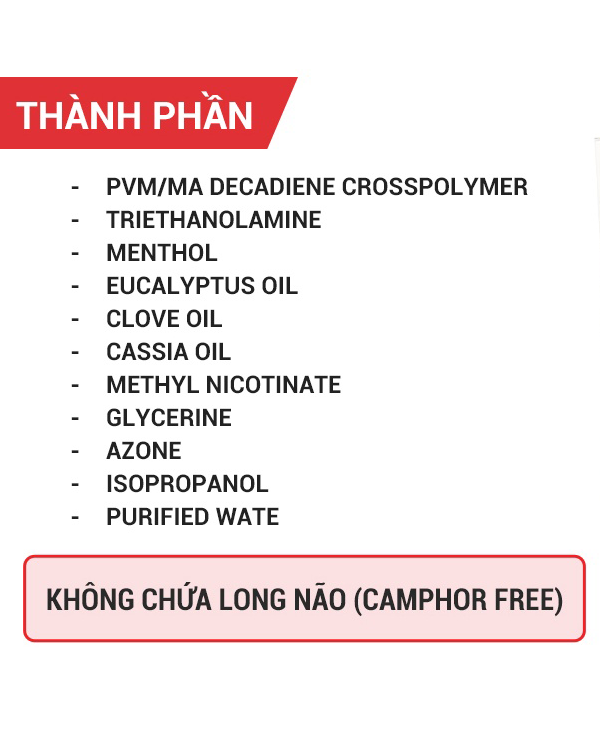 THÀNH PHẦN
- PVM/MA DECADIENE CROSSPOLYMER
- TRIETHANOLAMINE
- MENTHOL
- EUCALYPTUS OIL
- CLOVE OIL
- CASSIA OIL
- METHYL NICOTINATE
- GLYCERINE
- AZONE
- ISOPROPANOL
- PURIFIED WATE
KHÔNG CHỨA LONG NÃO (CAMPHOR FREE)